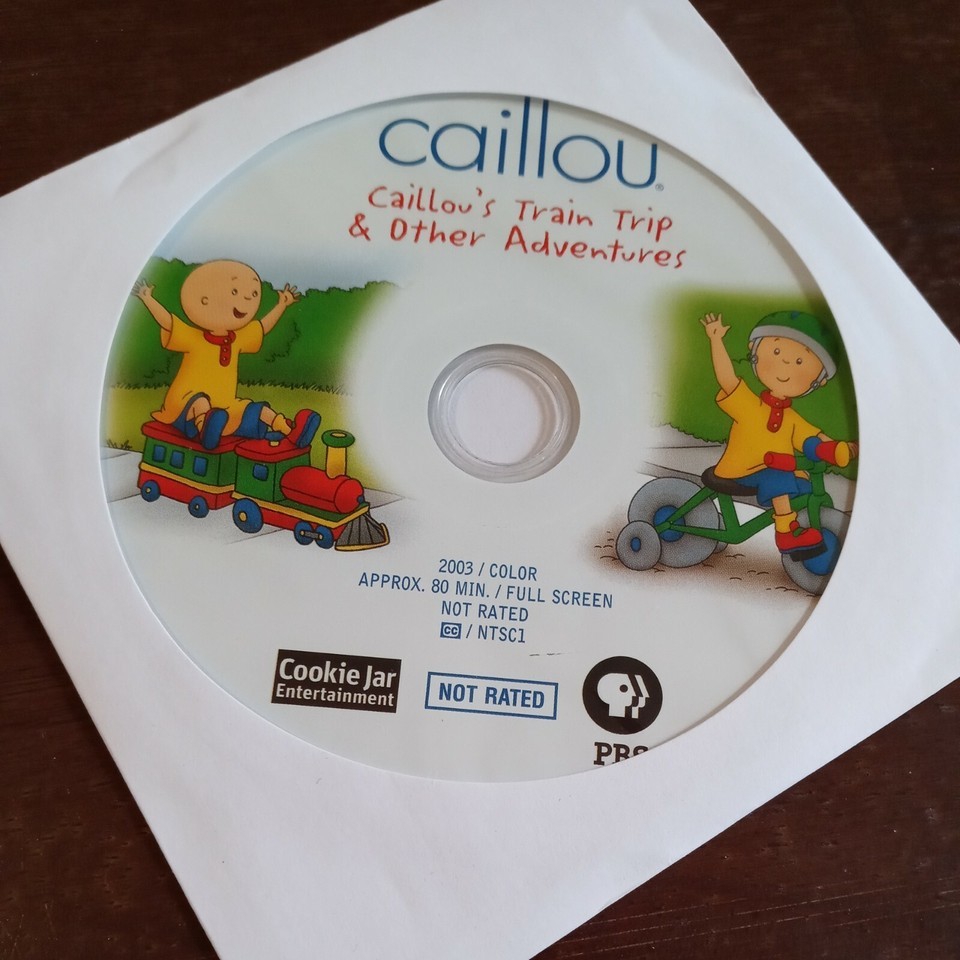 caillou®
Caillou's Train Trip
& Other Adventures
2003 / COLOR
APPROX. 80 MIN. / FULL SCREEN
NOT RATED
CC / NTSC1
Cookie Jar
Entertainment
NOT RATED
PBS